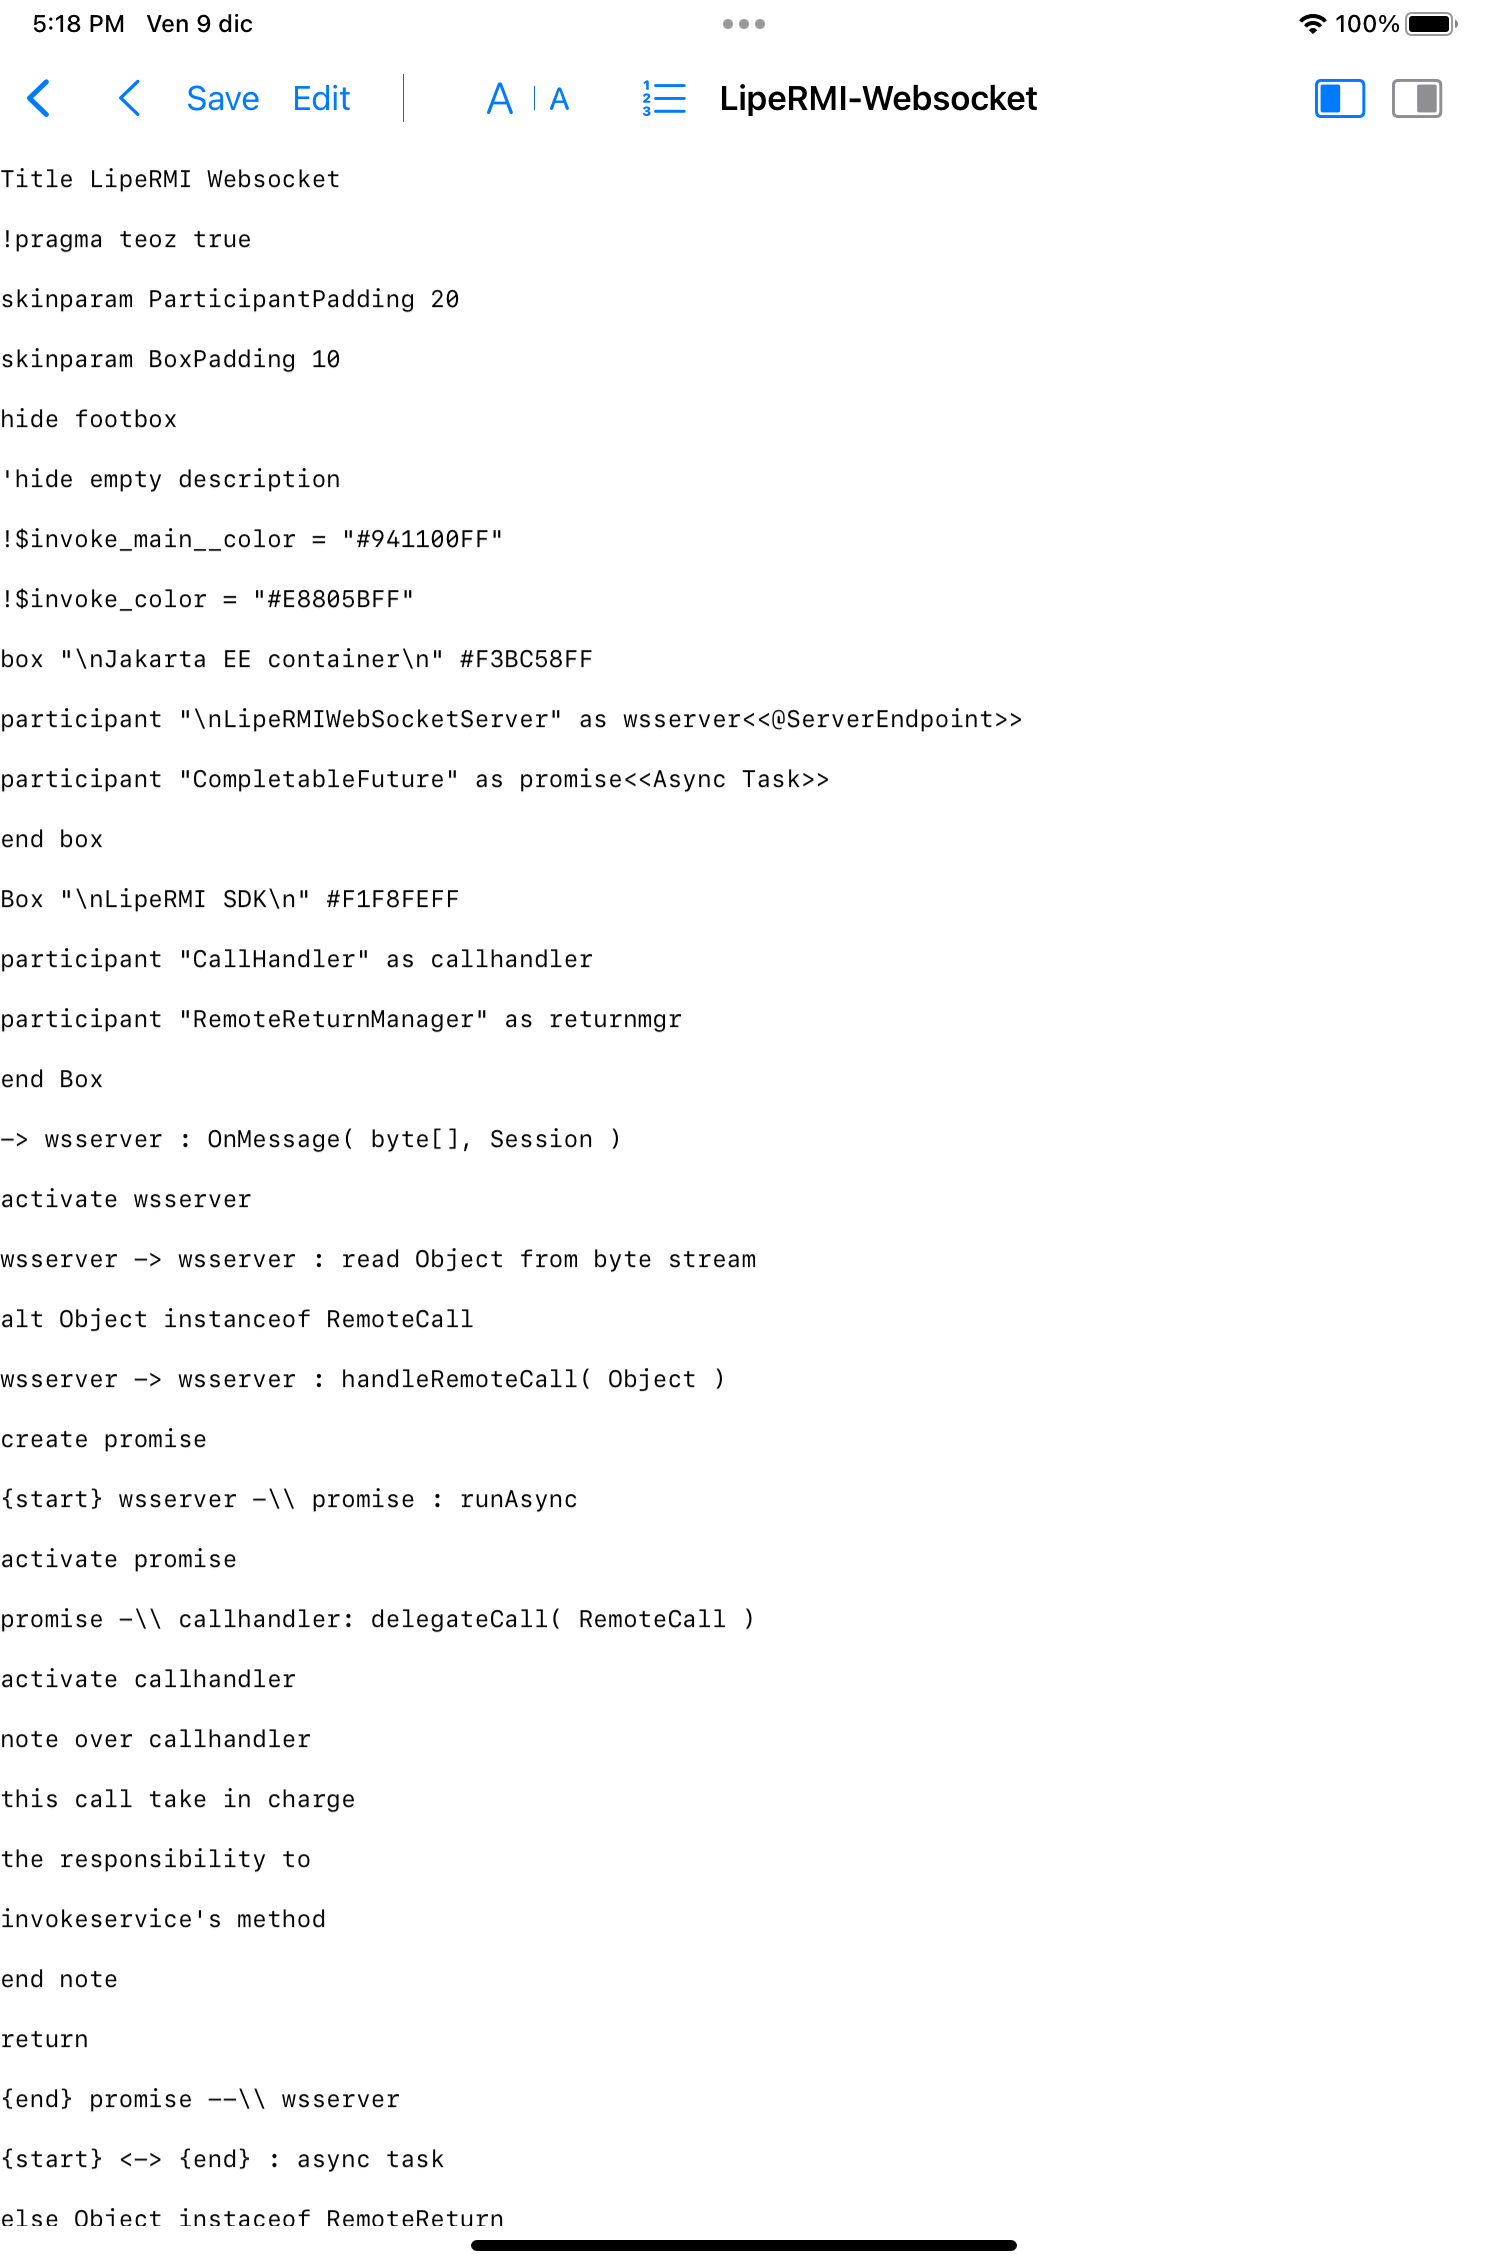 5:18 PM Ven 9 dic
100%
Save Edit A A LipeRMI-Websocket
Title LipeRMI Websocket
!pragma teoz true
skinparam ParticipantPadding 20
skinparam BoxPadding 10
hide footbox
'hide empty description
!$invoke_main__color = "#941100FF"
!$invoke_color = "#E8805BFF"
box "\nJakarta EE container\n" #F3BC58FF
participant "\nLipeRMIWebSocketServer" as wsserver<<@ServerEndpoint>>
participant "CompletableFuture" as promise<<Async Task>>
end box
Box "\nLipeRMI SDK\n" #F1F8FEFF
participant "CallHandler" as callhandler
participant "RemoteReturnManager" as returnmgr
end Box
-> wsserver : OnMessage( byte[], Session )
activate wsserver
wsserver -> wsserver : read Object from byte stream
alt Object instanceof RemoteCall
wsserver -> wsserver : handleRemoteCall( Object )
create promise
{start} wsserver -\\ promise : runAsync
activate promise
promise -\\ callhandler: delegateCall( RemoteCall )
activate callhandler
note over callhandler
this call take in charge
the responsibility to
invokeservice's method
end note
return
{end} promise --\\ wsserver
{start} <-> {end} : async task
else Object instaceof RemoteReturn